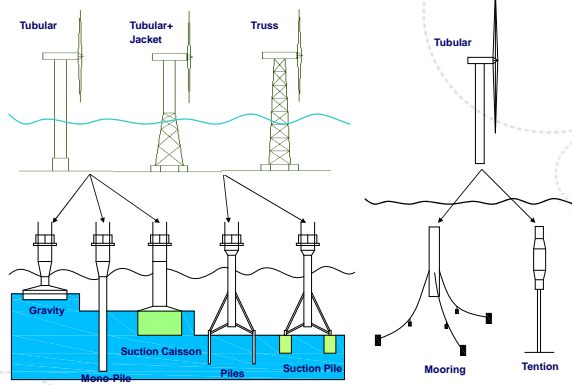 Tubular
Tubular+
Jacket
Truss
Tubular
Gravity
Mono-Pile
Suction Caisson
Piles
Suction Pile
Mooring
Tention